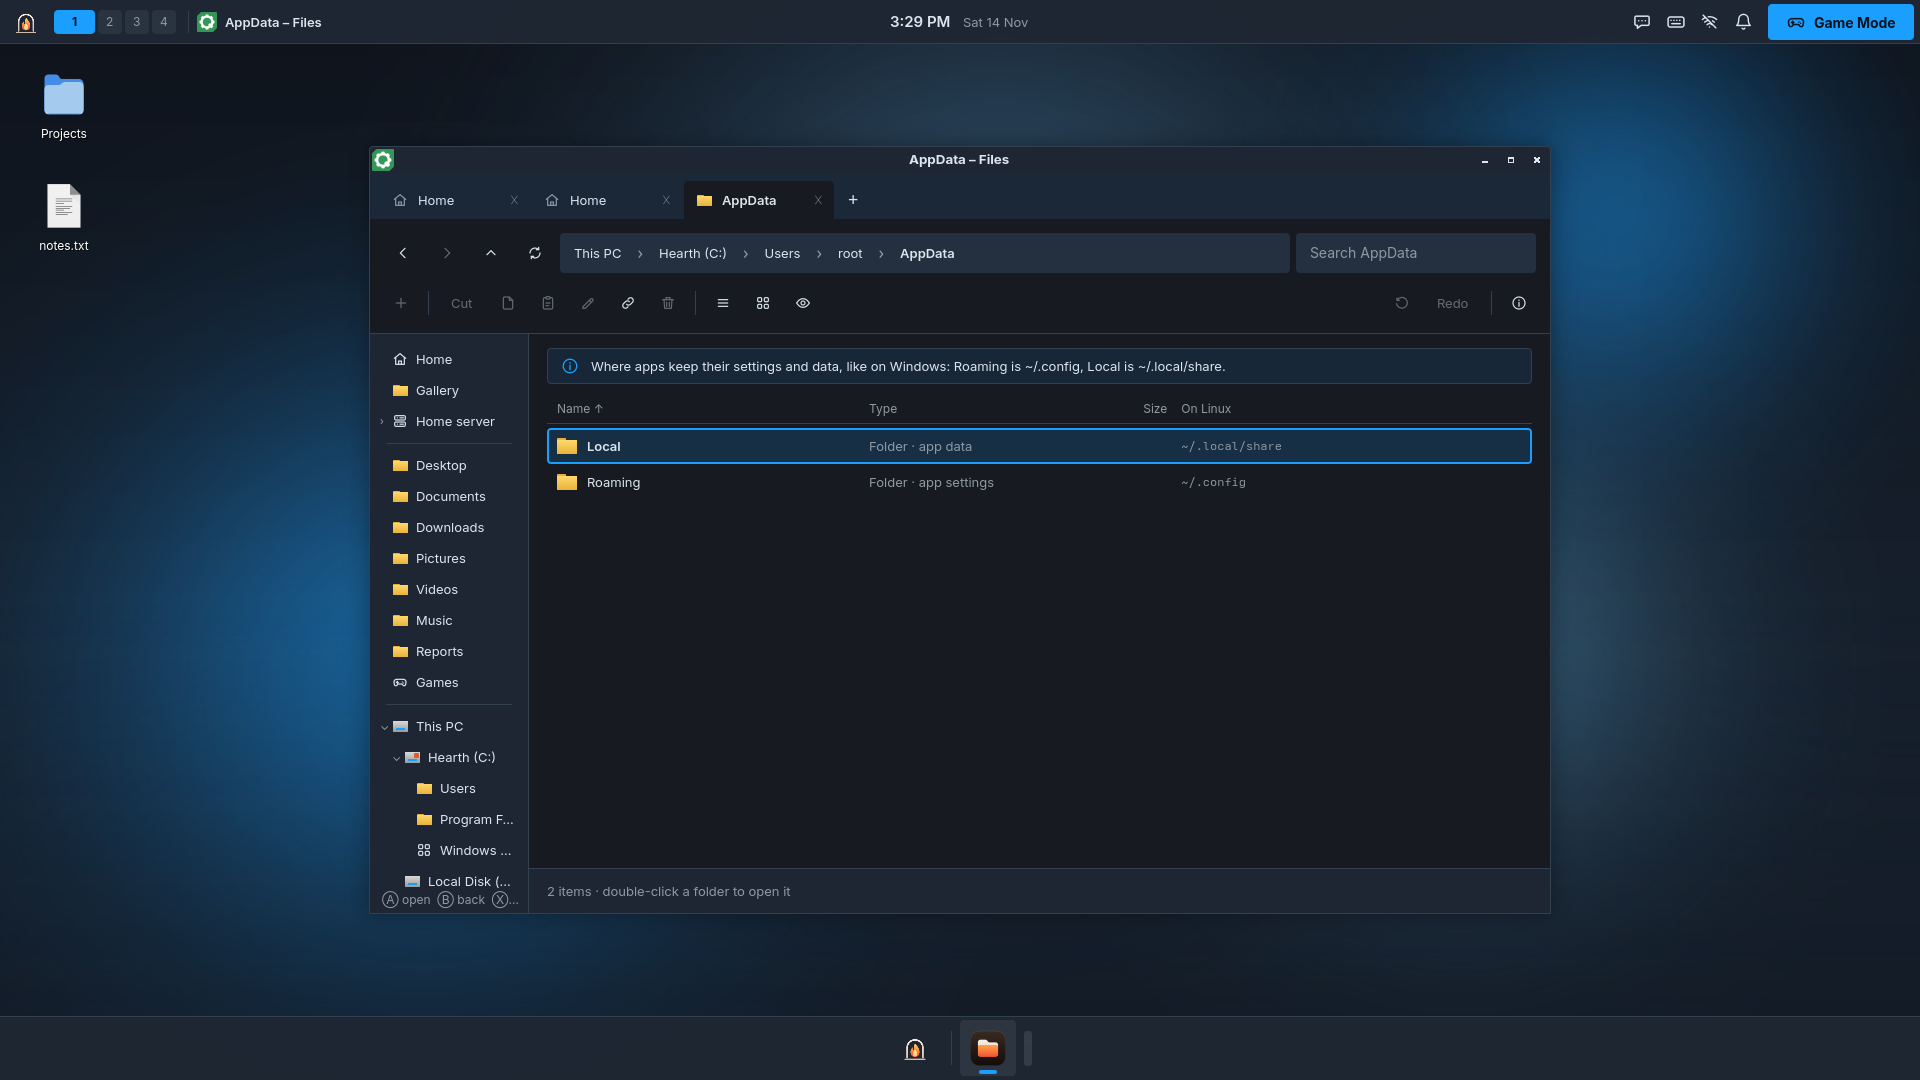 1 2 3 4 AppData – Files 3:29 PM Sat 14 Nov Game Mode
Projects
notes.txt
AppData – Files
Home X Home X AppData X +
This PC › Hearth (C:) › Users › root › AppData Search AppData
Cut Redo
Home
Gallery
Home server
Desktop
Documents
Downloads
Pictures
Videos
Music
Reports
Games
This PC
Hearth (C:)
Users
Program F...
Windows ...
Local Disk (...
A open B back X...
Where apps keep their settings and data, like on Windows: Roaming is ~/.config, Local is ~/.local/share.
Name ↑ Type Size On Linux
Local Folder · app data ~/.local/share
Roaming Folder · app settings ~/.config
2 items · double-click a folder to open it